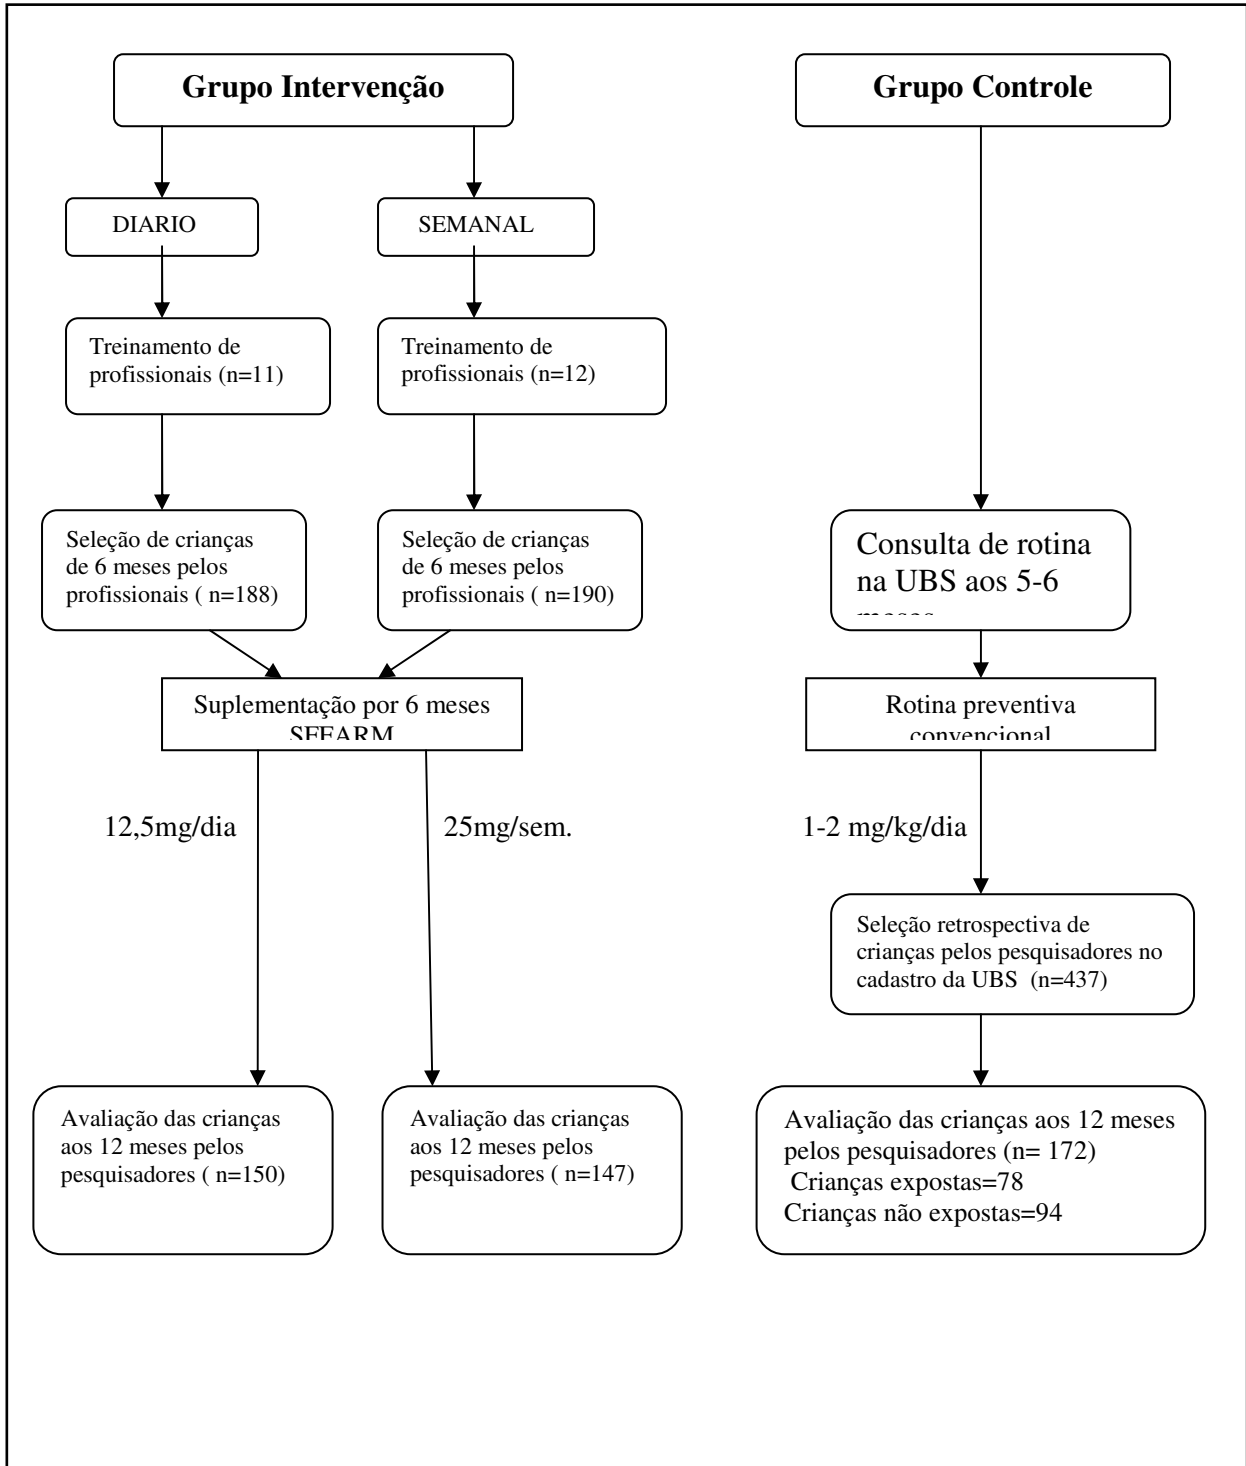 Grupo Intervenção
Grupo Controle
DIARIO
SEMANAL
Treinamento de
profissionais (n=11)
Treinamento de
profissionais (n=12)
Seleção de crianças
de 6 meses pelos
profissionais ( n=188)
Seleção de crianças
de 6 meses pelos
profissionais ( n=190)
Consulta de rotina
na UBS aos 5-6
Suplementação por 6 meses
Rotina preventiva
convencional
12,5mg/dia
25mg/sem.
1-2 mg/kg/dia
Seleção retrospectiva de
crianças pelos pesquisadores no
cadastro da UBS (n=437)
Avaliação das crianças
aos 12 meses pelos
pesquisadores ( n=150)
Avaliação das crianças
aos 12 meses pelos
pesquisadores ( n=147)
Avaliação das crianças aos 12 meses
pelos pesquisadores (n= 172)
Crianças expostas=78
Crianças não expostas=94